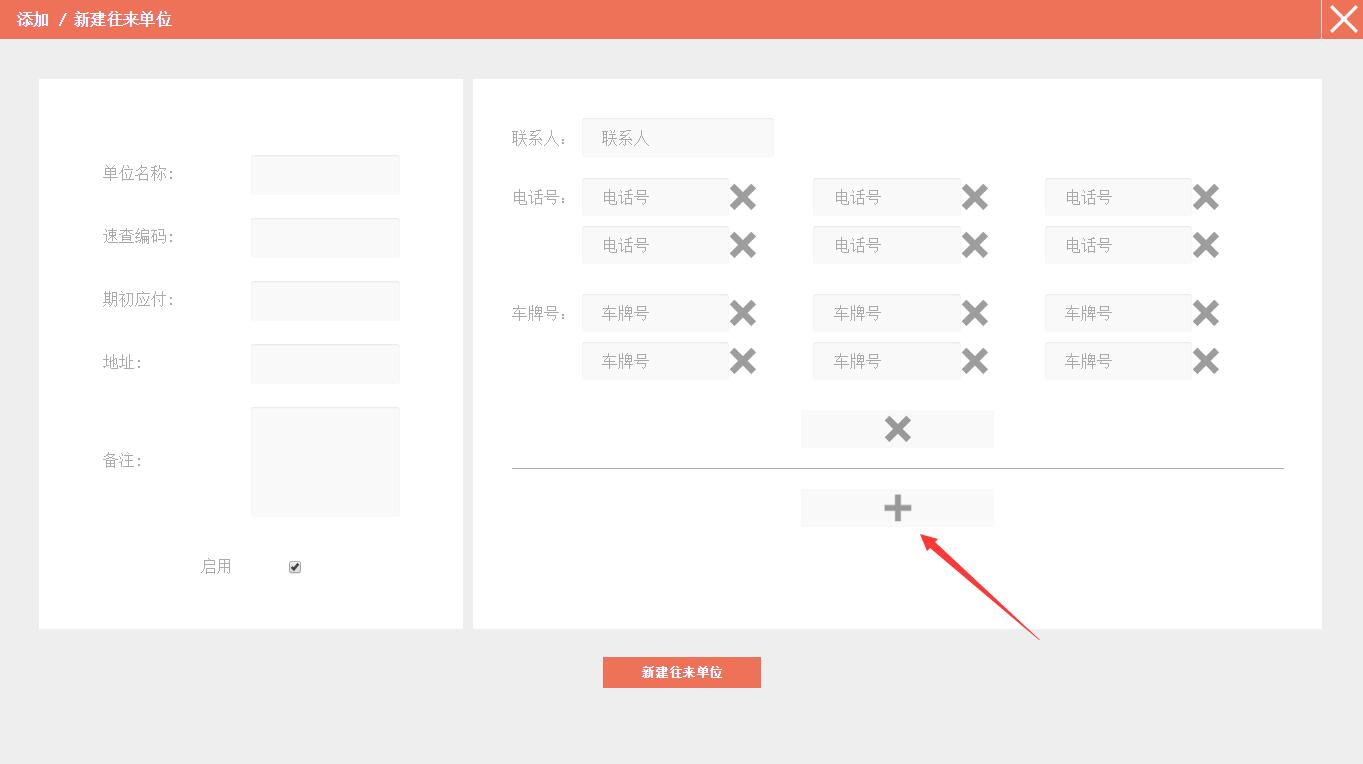 添加 / 新建往来单位
单位名称:
速查编码:
期初应付:
地址:
备注:
启用
联系人： 联系人
电话号： 电话号 电话号 电话号
电话号 电话号 电话号
车牌号： 车牌号 车牌号 车牌号
车牌号 车牌号 车牌号
新建往来单位